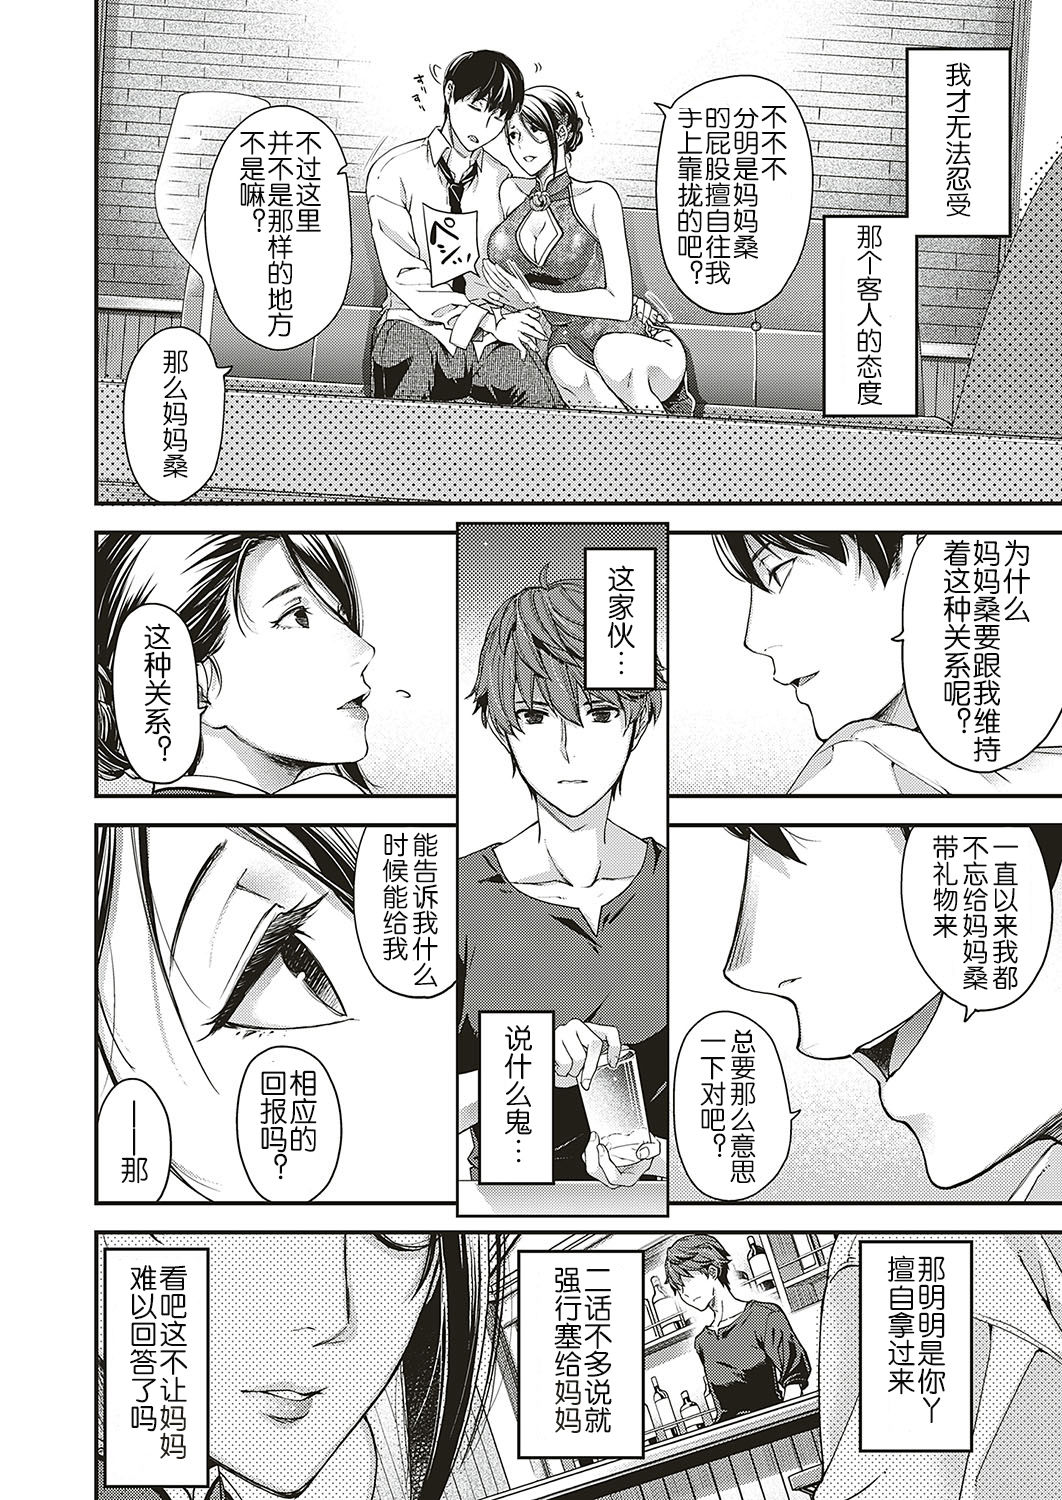 我才无法忍受
那个客人的态度
不不不
分明是妈妈桑
的屁股擅自往我
手上靠拢的吧?
ペシッ
不过这里
并不是那样的地方
不是嘛?
那么妈妈桑
为什么
妈妈桑要跟我维持
着这种关系呢?
这家伙…
这种关系?
一直以来我都
不忘给妈妈桑
带礼物来
总要那么意思
一下对吧?
能告诉我什么
时候能给我
相应的
回报吗?
说什么鬼…
——那
那明明是你丫
擅自拿过来
二话不多说就
强行塞给妈妈
看吧这不让妈妈
难以回答了吗